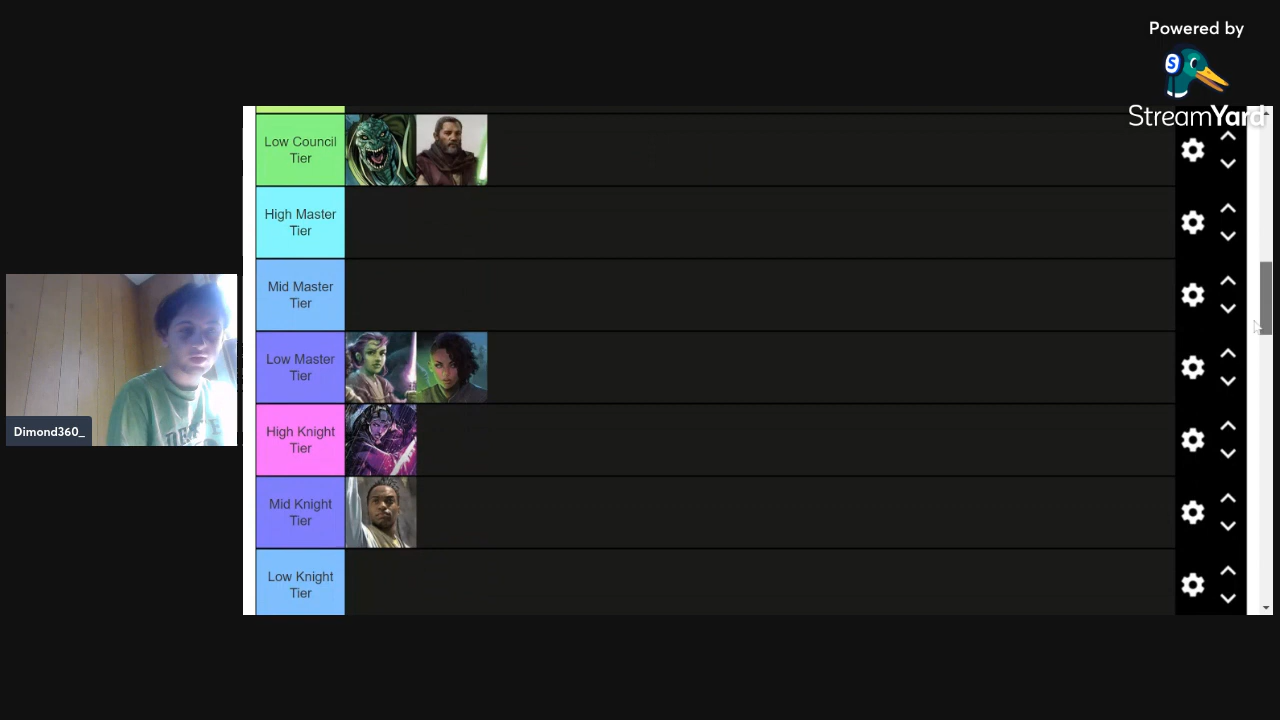 Powered by
S
StreamYard
Low Council
Tier
High Master
Tier
Mid Master
Tier
Low Master
Tier
High Knight
Tier
Mid Knight
Tier
Low Knight
Tier
Dimond360_